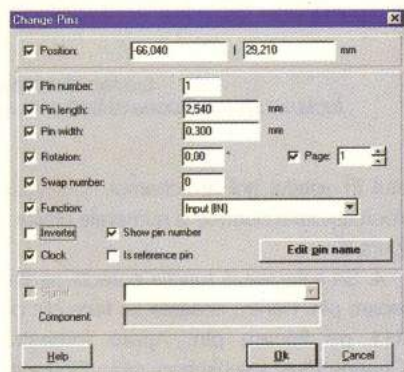 Change Pins
Position: -66,040 | 29,210 mm
Pin number: 1
Pin length: 2,540 mm
Pin width: 0,300 mm
Rotation: 0,00 ° Page: 1
Swap number: 0
Function: Input (IN)
Inverter Show pin number
Clock Is reference pin Edit pin name
Signal:
Component:
Help Ok Cancel